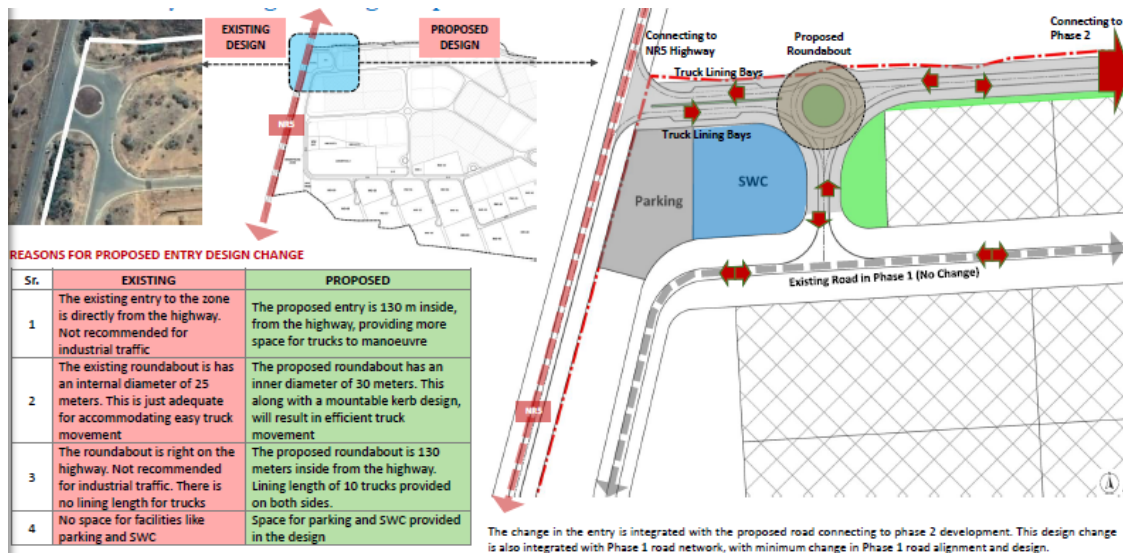 EXISTING
DESIGN
PROPOSED
DESIGN
NR5
Connecting to
NR5 Highway
Proposed
Roundabout
Connecting to
Phase 2
Truck Lining Bays
Truck Lining Bays
SWC
Parking
Existing Road in Phase 1 (No Change)
NR5
REASONS FOR PROPOSED ENTRY DESIGN CHANGE
Sr. EXISTING PROPOSED
1
The existing entry to the zone
is directly from the highway.
Not recommended for
industrial traffic
The proposed entry is 130 m inside,
from the highway, providing more
space for trucks to manoeuvre
2
The existing roundabout is has
an internal diameter of 25
meters. This is just adequate
for accommodating easy truck
movement
The proposed roundabout has an
inner diameter of 30 meters. This
along with a mountable kerb design,
will result in efficient truck
movement
3
The roundabout is right on the
highway. Not recommended
for industrial traffic. There is
no lining length for trucks
The proposed roundabout is 130
meters inside from the highway.
Lining length of 10 trucks provided
on both sides.
4
No space for facilities like
parking and SWC
Space for parking and SWC provided
in the design
The change in the entry is integrated with the proposed road connecting to phase 2 development. This design change
is also integrated with Phase 1 road network, with minimum change in Phase 1 road alignment and design.